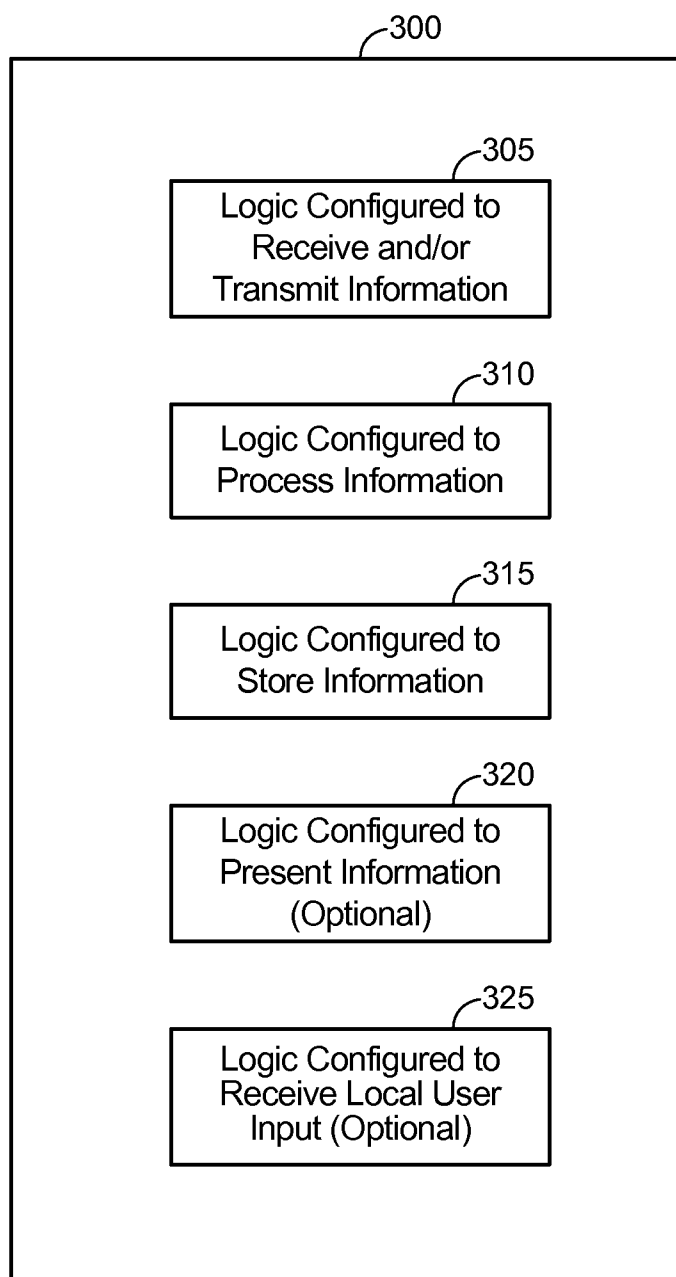 300
305
Logic Configured to
Receive and/or
Transmit Information
310
Logic Configured to
Process Information
315
Logic Configured to
Store Information
320
Logic Configured to
Present Information
(Optional)
325
Logic Configured to
Receive Local User
Input (Optional)